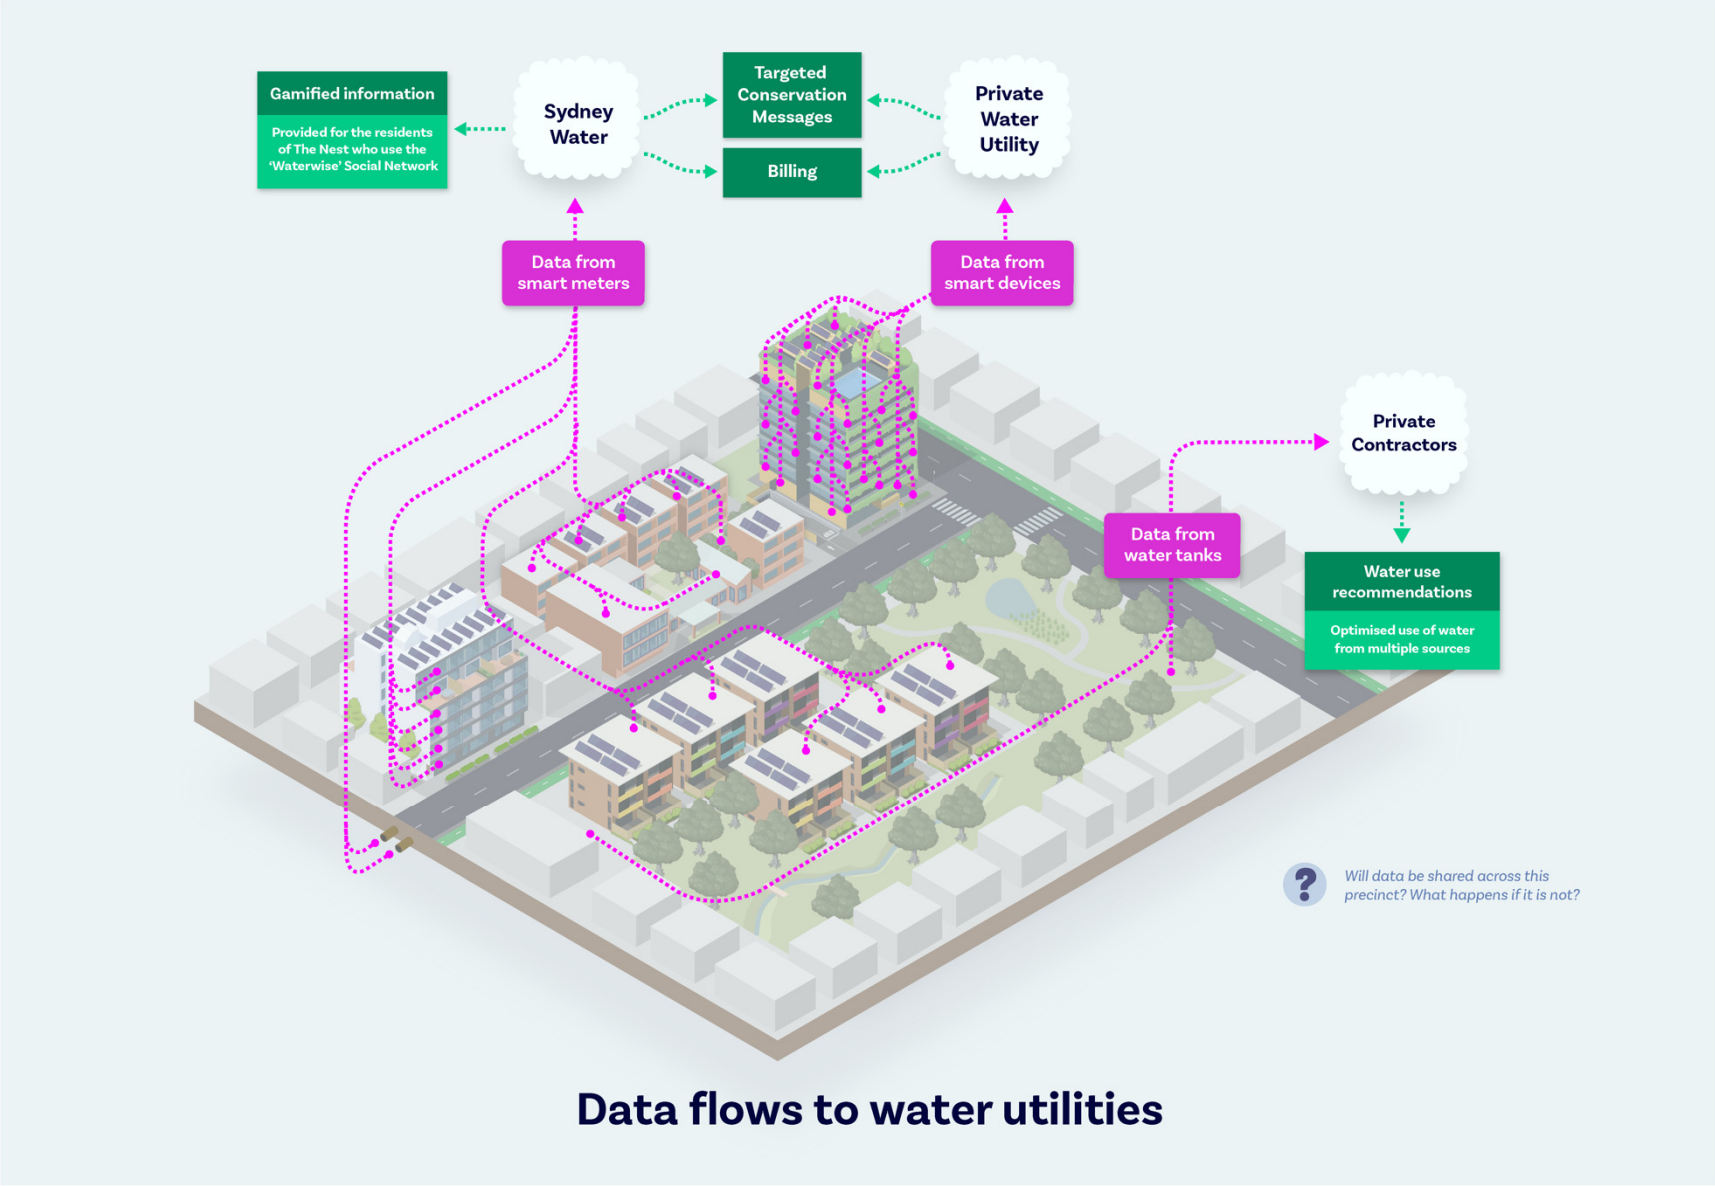 Gamified information
Provided for the residents
of The Nest who use the
‘Waterwise’ Social Network
Sydney
Water
Targeted
Conservation
Messages
Billing
Private
Water
Utility
Data from
smart meters
Data from
smart devices
Private
Contractors
Data from
water tanks
Water use
recommendations
Optimised use of water
from multiple sources
?
Will data be shared across this
precinct? What happens if it is not?
Data flows to water utilities